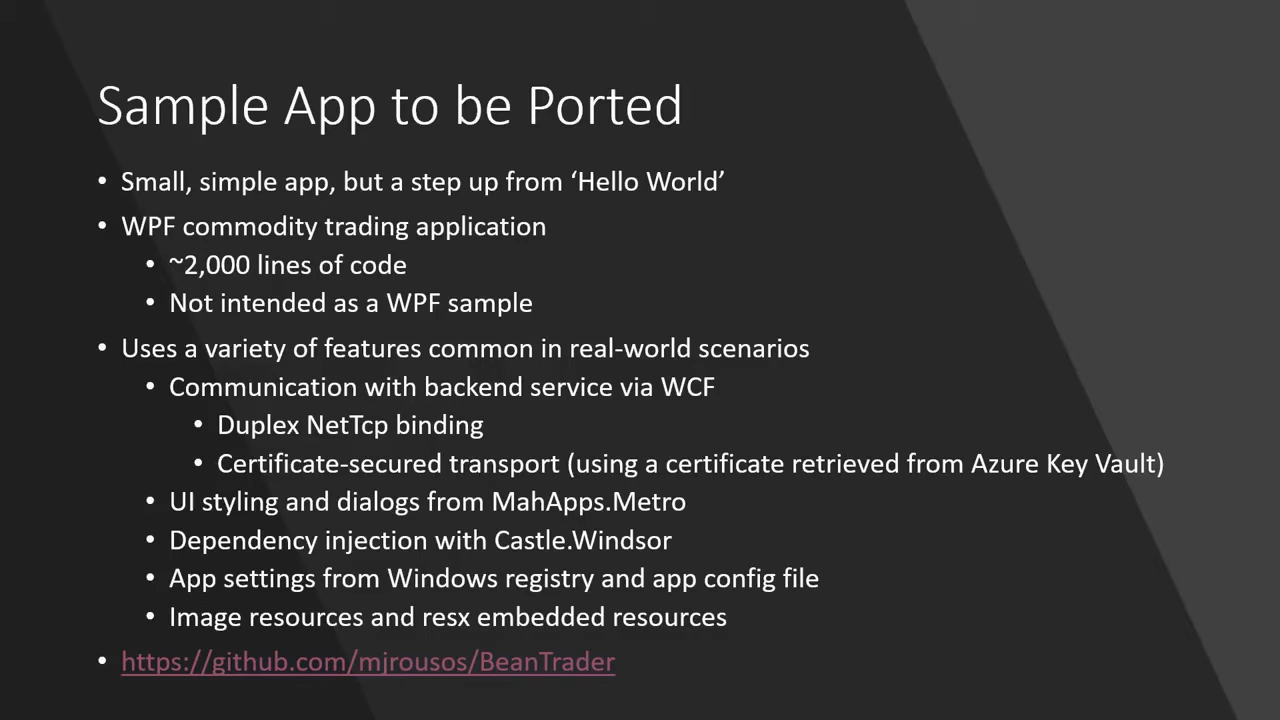 Sample App to be Ported
• Small, simple app, but a step up from ‘Hello World’
• WPF commodity trading application
• ~2,000 lines of code
• Not intended as a WPF sample
• Uses a variety of features common in real-world scenarios
• Communication with backend service via WCF
• Duplex NetTcp binding
• Certificate-secured transport (using a certificate retrieved from Azure Key Vault)
• UI styling and dialogs from MahApps.Metro
• Dependency injection with Castle.Windsor
• App settings from Windows registry and app config file
• Image resources and resx embedded resources
• https://github.com/mjrousos/BeanTrader